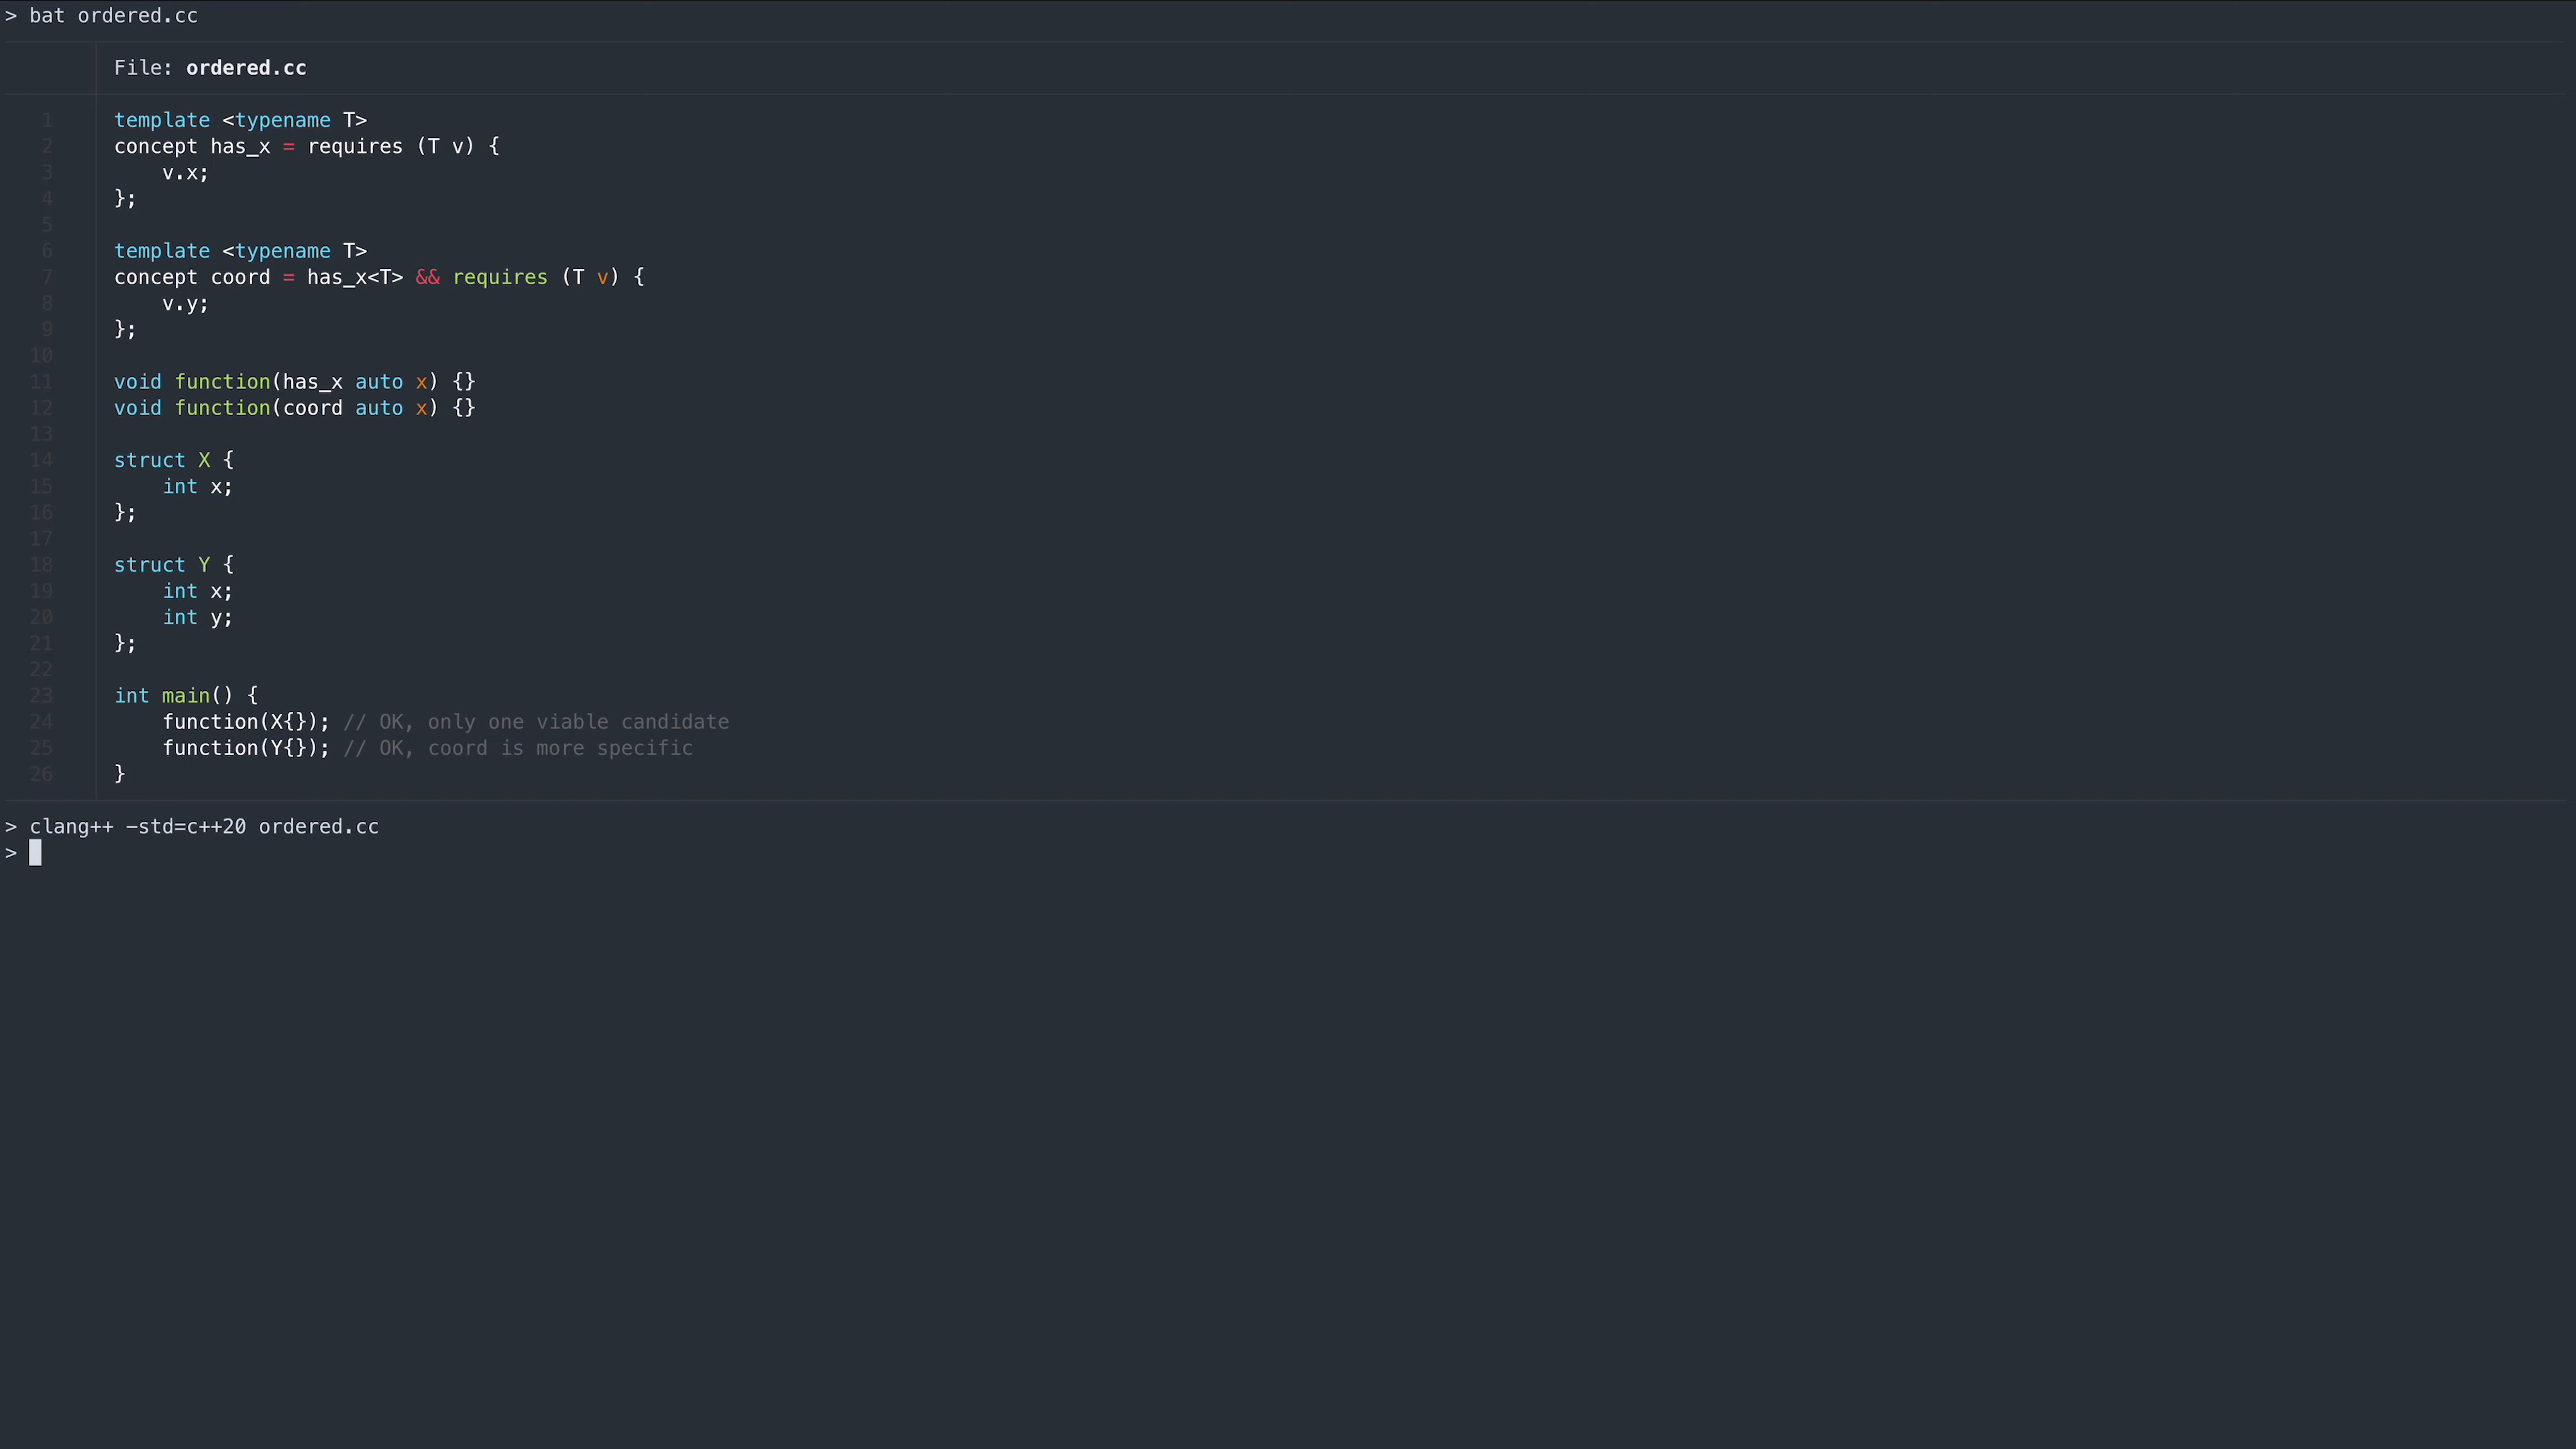 > bat ordered.cc
File: ordered.cc
1 template <typename T>
2 concept has_x = requires (T v) {
3     v.x;
4 };
5
6 template <typename T>
7 concept coord = has_x<T> && requires (T v) {
8     v.y;
9 };
10
11 void function(has_x auto x) {}
12 void function(coord auto x) {}
13
14 struct X {
15     int x;
16 };
17
18 struct Y {
19     int x;
20     int y;
21 };
22
23 int main() {
24     function(X{}); // OK, only one viable candidate
25     function(Y{}); // OK, coord is more specific
26 }
> clang++ -std=c++20 ordered.cc
>